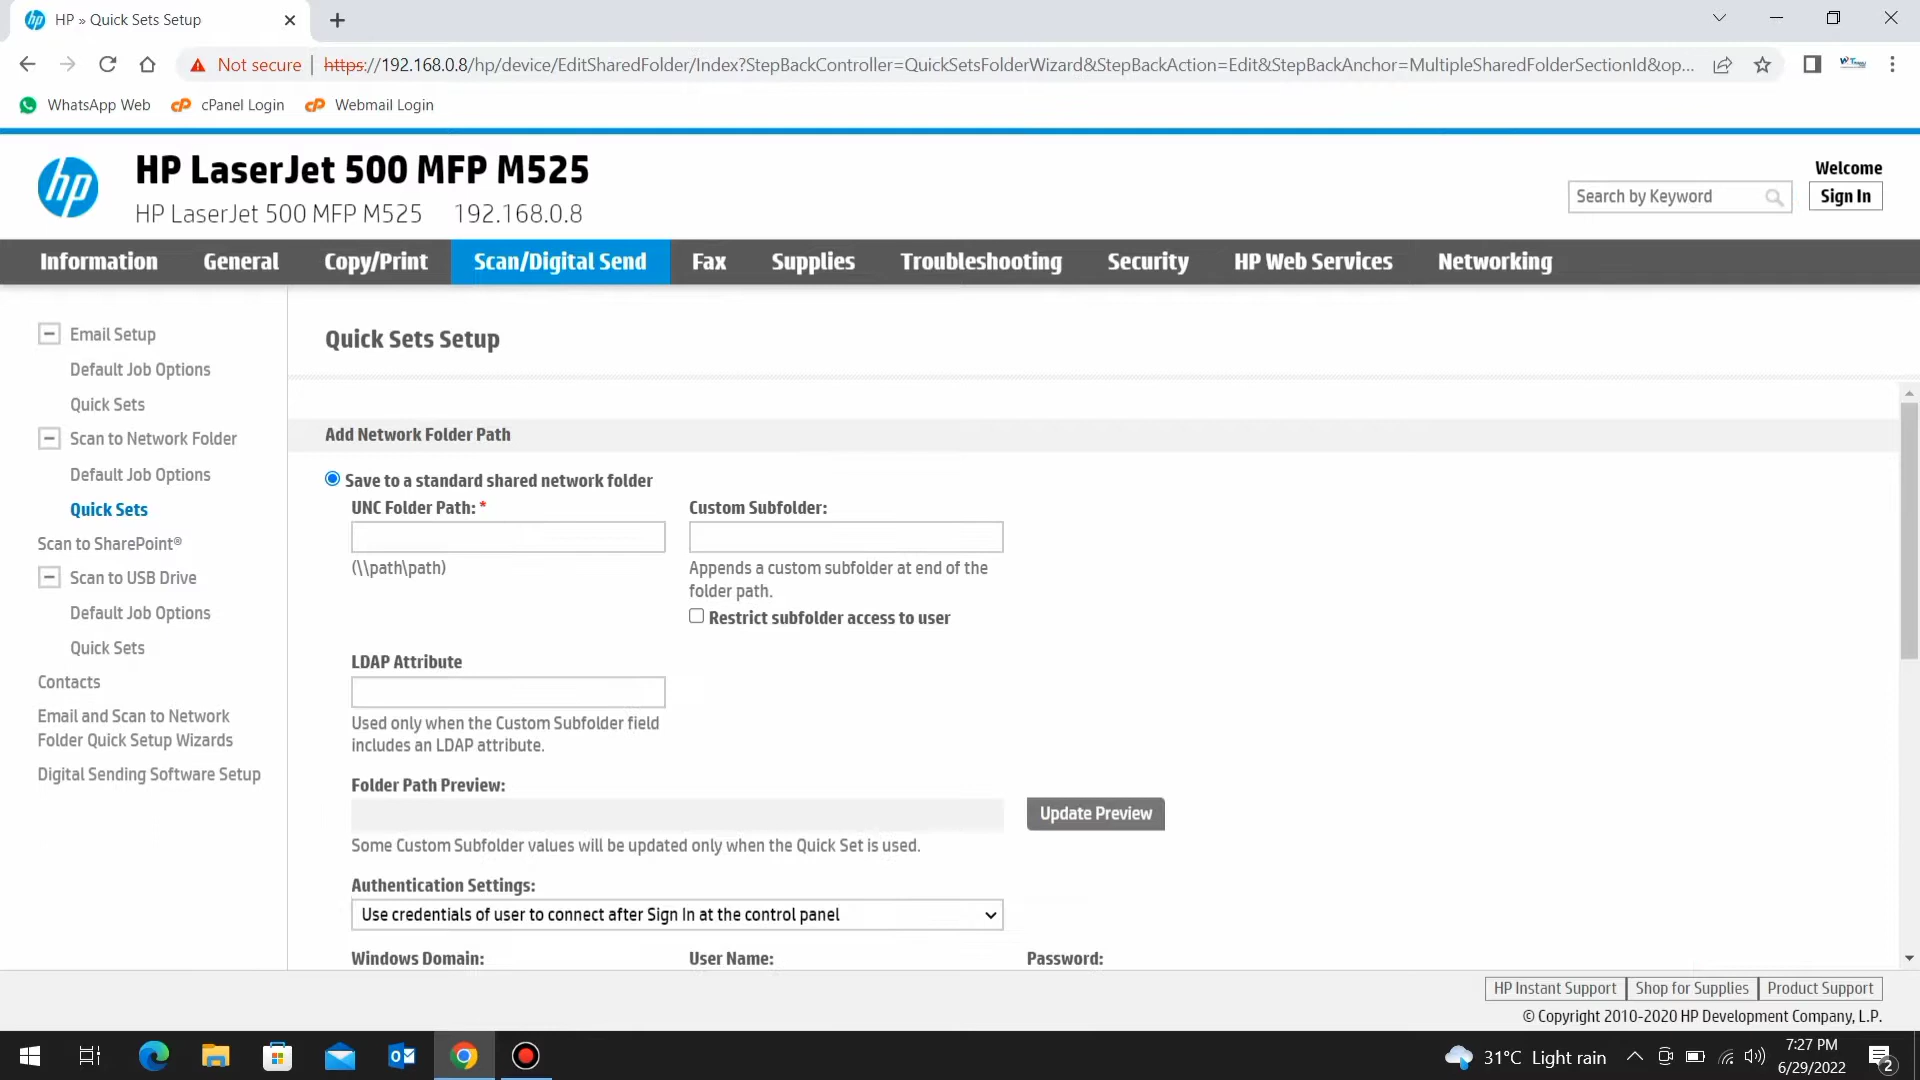 HP » Quick Sets Setup
Not secure | https://192.168.0.8/hp/device/EditSharedFolder/Index?StepBackController=QuickSetsFolderWizard&StepBackAction=Edit&StepBackAnchor=MultipleSharedFolderSectionId&op...
WhatsApp Web cPanel Login Webmail Login
hp
HP LaserJet 500 MFP M525
HP LaserJet 500 MFP M525 192.168.0.8
Welcome
Search by Keyword
Sign In
Information General Copy/Print Scan/Digital Send Fax Supplies Troubleshooting Security HP Web Services Networking
Email Setup
Default Job Options
Quick Sets
Scan to Network Folder
Default Job Options
Quick Sets
Scan to SharePoint®
Scan to USB Drive
Default Job Options
Quick Sets
Contacts
Email and Scan to Network
Folder Quick Setup Wizards
Digital Sending Software Setup
Quick Sets Setup
Add Network Folder Path
Save to a standard shared network folder
UNC Folder Path: * Custom Subfolder:
(\\path\path)
Appends a custom subfolder at end of the
folder path.
Restrict subfolder access to user
LDAP Attribute
Used only when the Custom Subfolder field
includes an LDAP attribute.
Folder Path Preview:
Update Preview
Some Custom Subfolder values will be updated only when the Quick Set is used.
Authentication Settings:
Use credentials of user to connect after Sign In at the control panel
Windows Domain: User Name: Password:
HP Instant Support Shop for Supplies Product Support
© Copyright 2010-2020 HP Development Company, L.P.
31°C Light rain
7:27 PM
6/29/2022
2